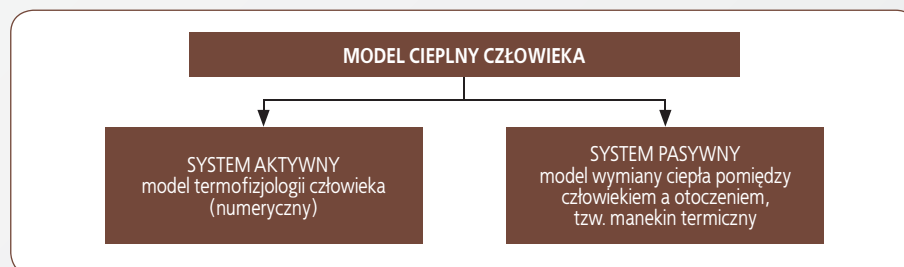 MODEL CIEPLNY CZŁOWIEKA
SYSTEM AKTYWNY
model termofizjologii człowieka
(numeryczny)
SYSTEM PASYWNY
model wymiany ciepła pomiędzy
człowiekiem a otoczeniem,
tzw. manekin termiczny